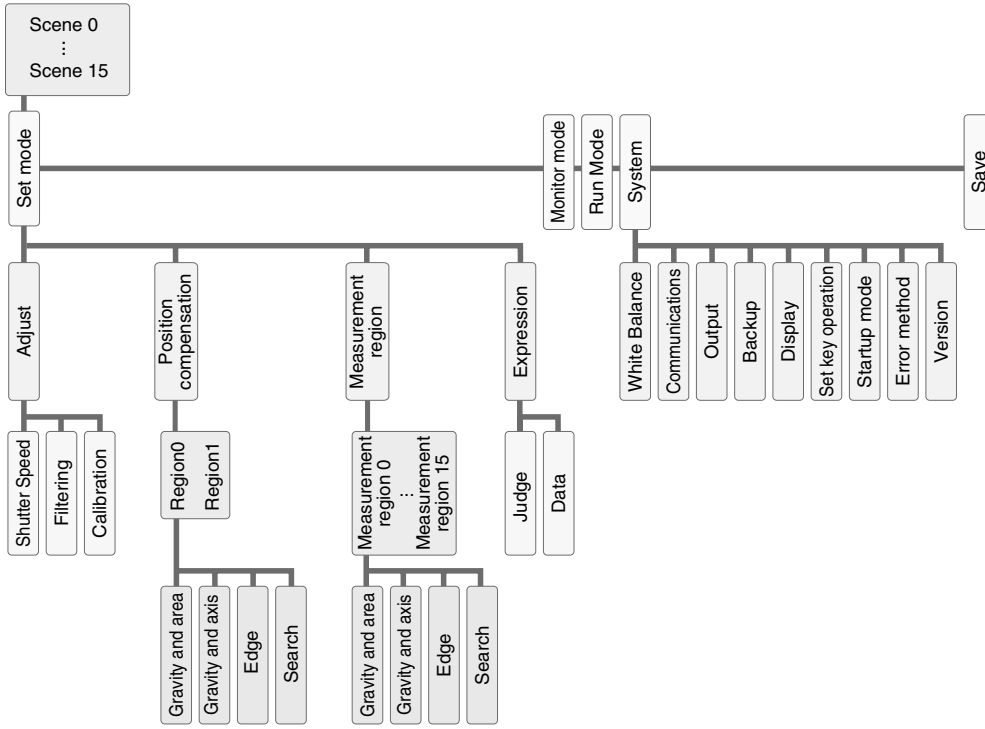 Scene 0
⋮
Scene 15
Set mode
Monitor mode
Run Mode
System
Save
Adjust
Position
compensation
Measurement
region
Expression
White Balance
Communications
Output
Backup
Display
Set key operation
Startup mode
Error method
Version
Shutter Speed
Filtering
Calibration
Region0
Region1
Measurement
region 0
⋮
Measurement
region 15
Judge
Data
Gravity and area
Gravity and axis
Edge
Search
Gravity and area
Gravity and axis
Edge
Search